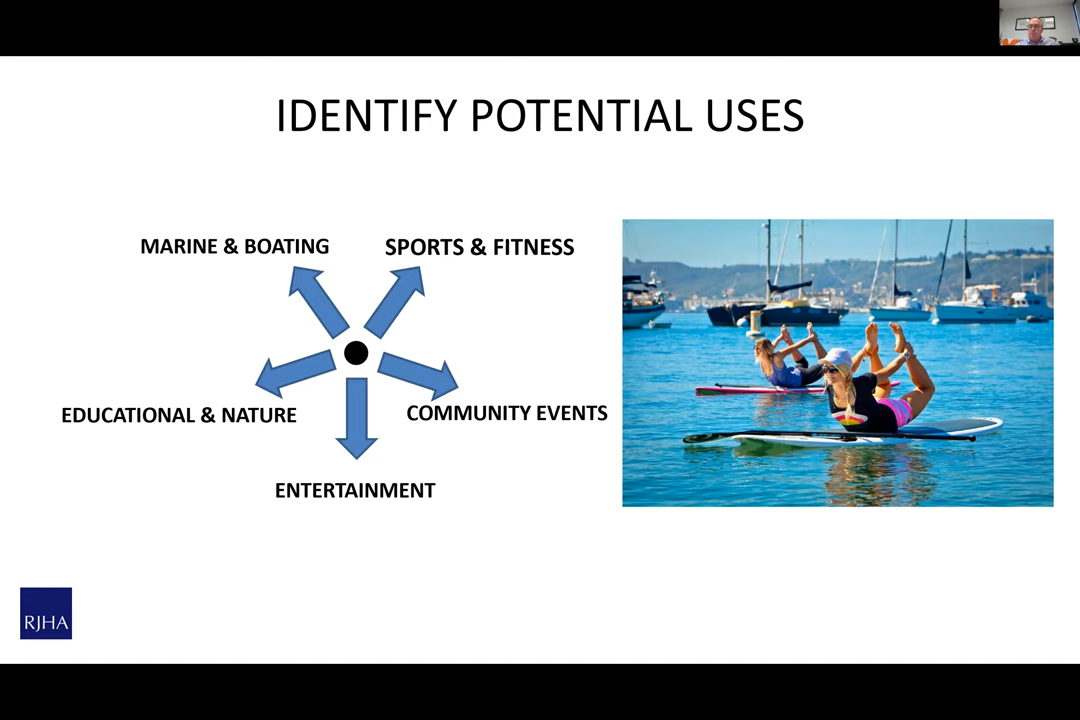 IDENTIFY POTENTIAL USES
MARINE & BOATING
SPORTS & FITNESS
EDUCATIONAL & NATURE
COMMUNITY EVENTS
ENTERTAINMENT
RJHA